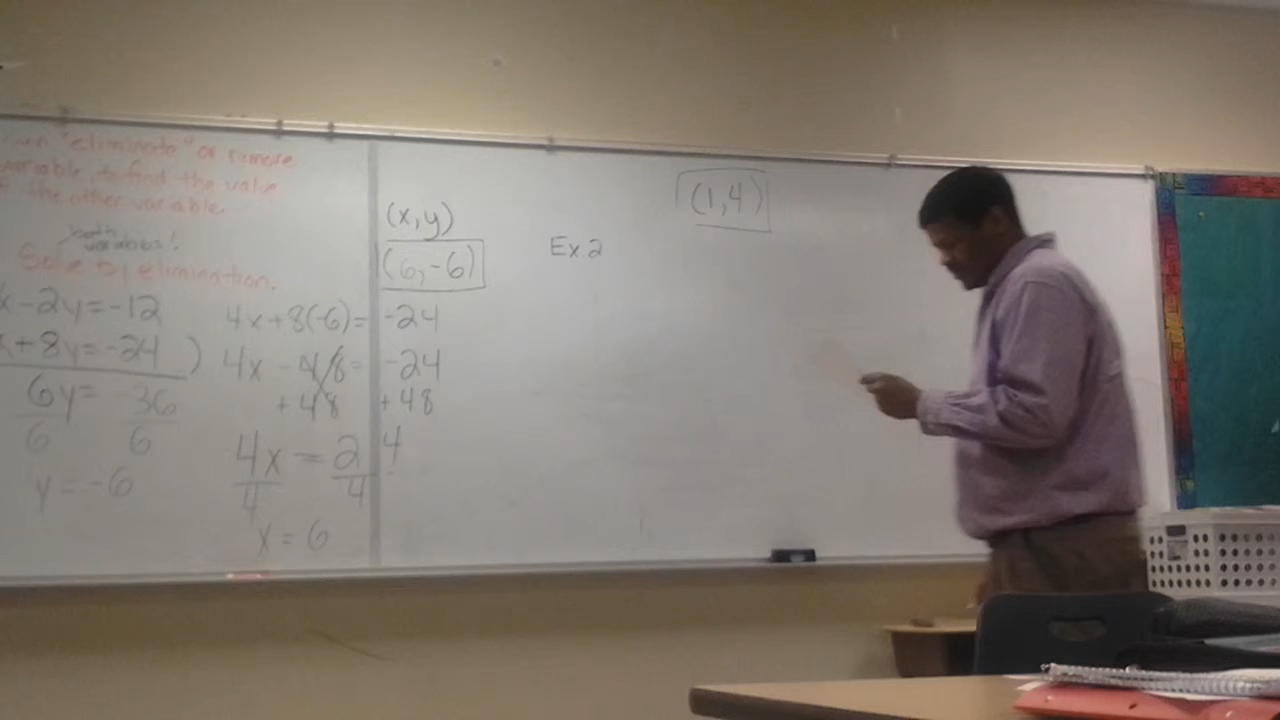 "eliminate" or remove
variable, to find the value
the other variable.
both
variables!
Solve by elimination.
x-2y=-12
x+8y=-24 )
6y= -36
6 6
y=-6
(x,y)
(6,-6)
4x+8(-6)= -24
4x -48= -24
+48 +48
4x = 24
4 4
x = 6
Ex.2
(1,4)